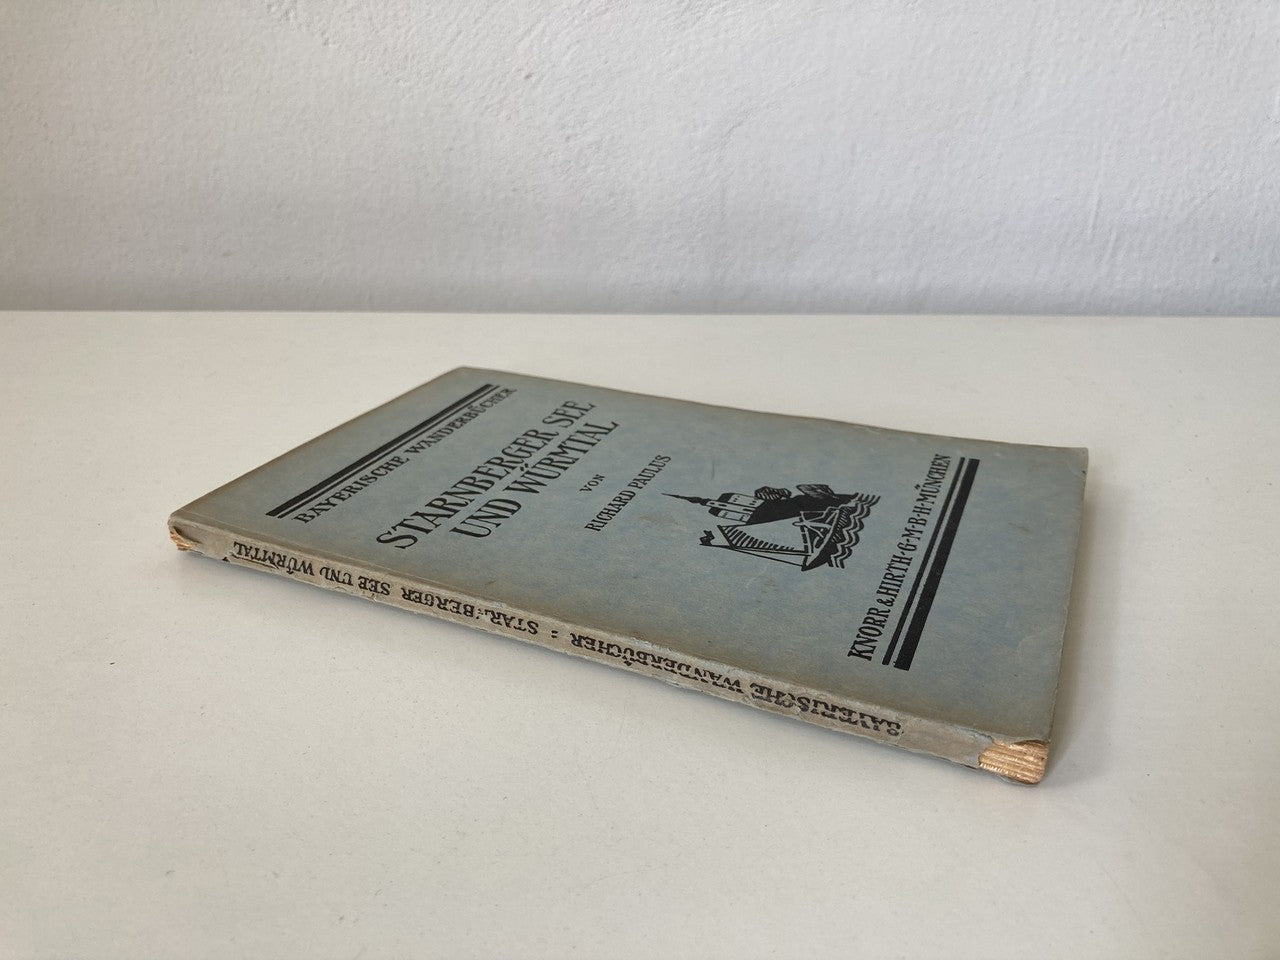 BAYERISCHE WANDERBÜCHER
STARNBERGER SEE
UND WÜRMTAL
VON
RICHARD PAULUS
KNORR & HIRTH·G·M·B·H·MÜNCHEN
BAYERISCHE WANDERBÜCHER : STARNBERGER SEE UND WÜRMTAL